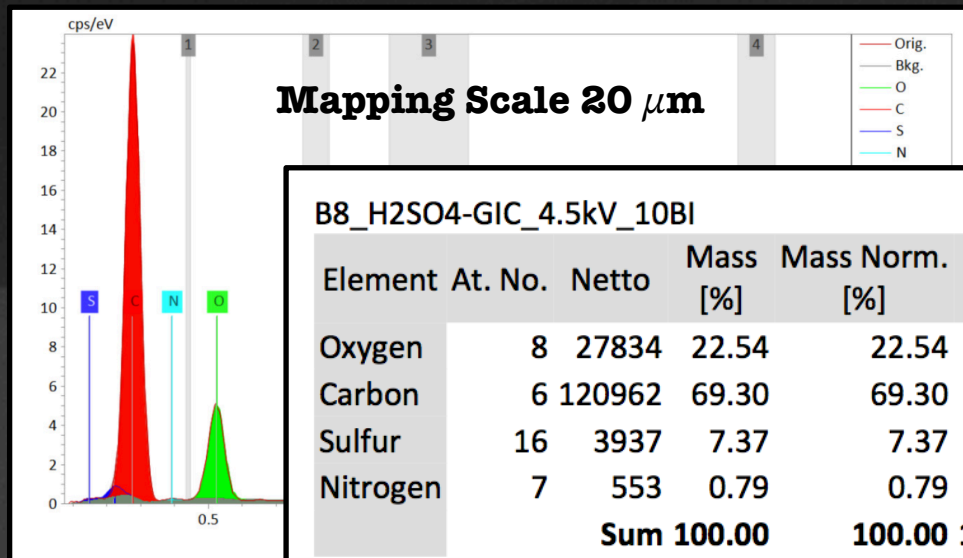 cps/eV
1 2 3 4
Orig.
Bkg.
O
C
S
N
Mapping Scale 20 μm
22
20
18
16
14
12
10
8
6
4
2
0
S C N O
0.5
B8_H2SO4-GIC_4.5kV_10BI
Element At. No. Netto Mass [%] Mass Norm. [%]
Oxygen 8 27834 22.54 22.54
Carbon 6 120962 69.30 69.30
Sulfur 16 3937 7.37 7.37
Nitrogen 7 553 0.79 0.79
Sum 100.00 100.00